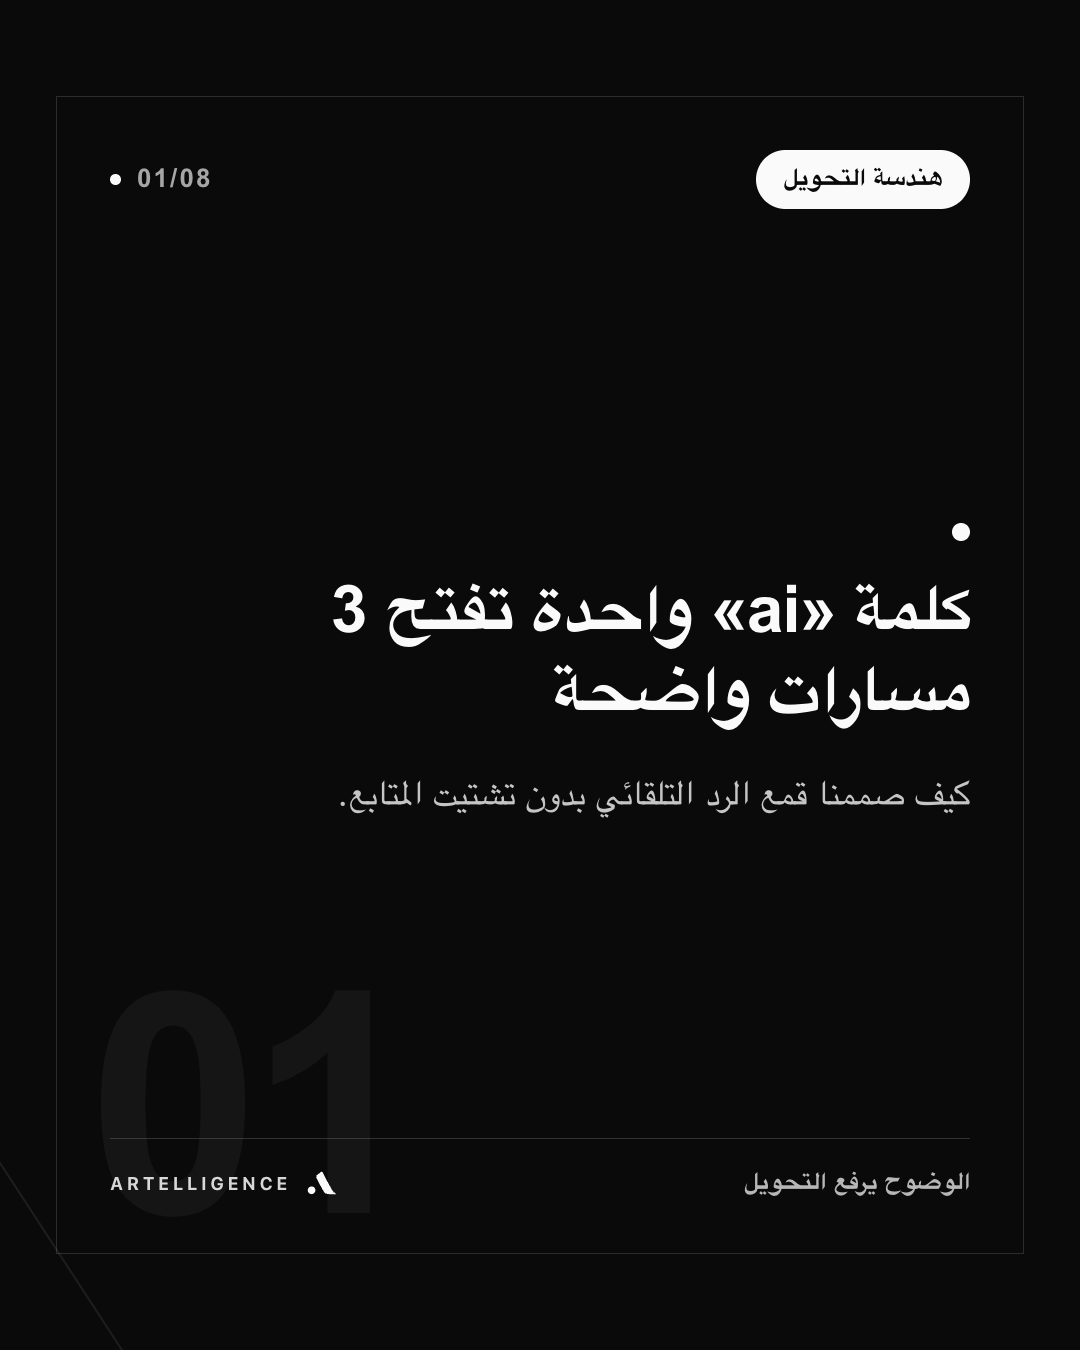 هندسة التحويل
01/08
كلمة «ai» واحدة تفتح 3
مسارات واضحة
كيف صممنا قمع الرد التلقائي بدون تشتيت المتابع.
01
الوضوح يرفع التحويل
ARTELLIGENCE